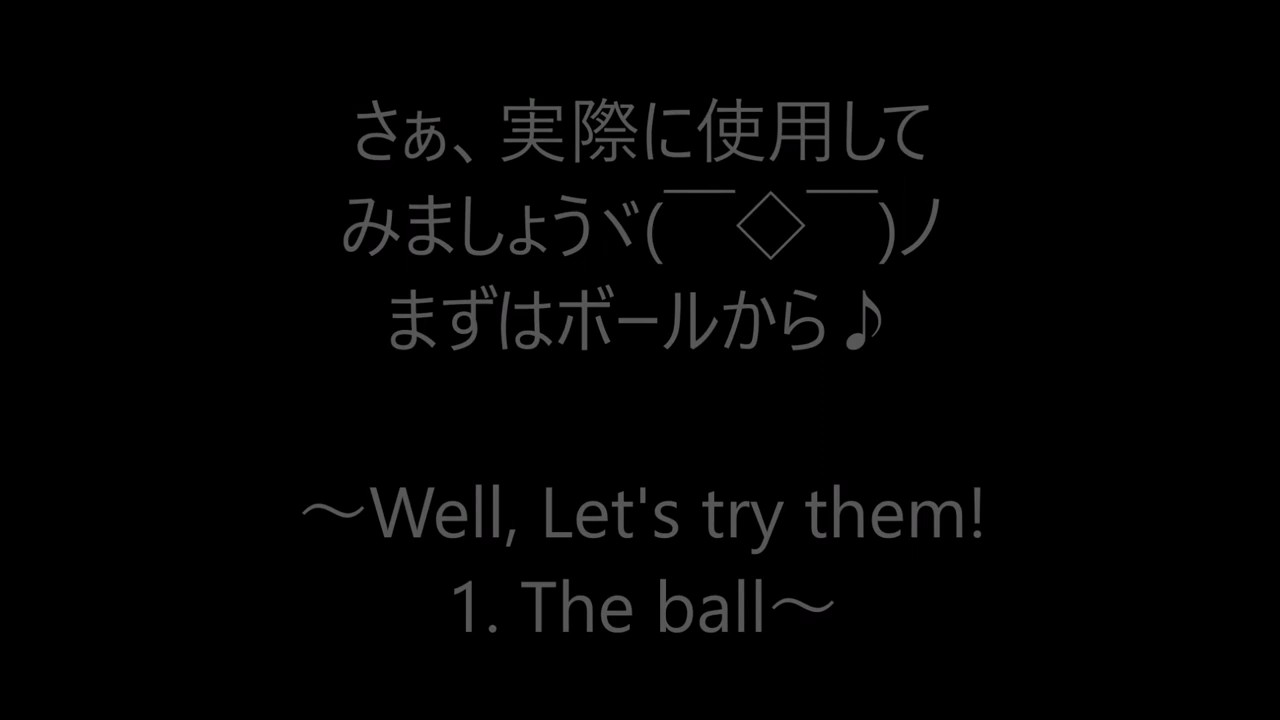 さぁ、実際に使用して
みましょうヾ(￣◇￣)ノ
まずはボールから♪
～Well, Let's try them!
1. The ball～